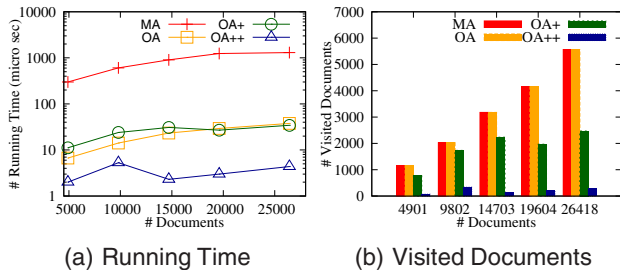 # Running Time (micro sec)
10000
1000
100
10
1
MA
OA
OA+
OA++
5000 10000 15000 20000 25000
# Documents
(a) Running Time
# Visited Documents
7000
6000
5000
4000
3000
2000
1000
0
MA
OA
OA+
OA++
4901 9802 14703 19604 26418
# Documents
(b) Visited Documents